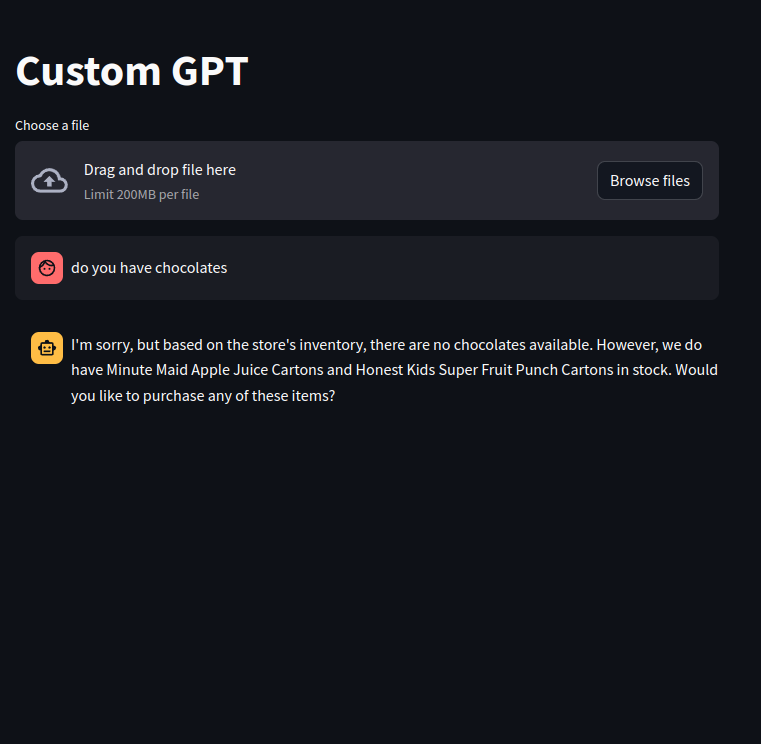 Custom GPT
Choose a file
Drag and drop file here
Limit 200MB per file
Browse files
do you have chocolates
I'm sorry, but based on the store's inventory, there are no chocolates available. However, we do
have Minute Maid Apple Juice Cartons and Honest Kids Super Fruit Punch Cartons in stock. Would
you like to purchase any of these items?